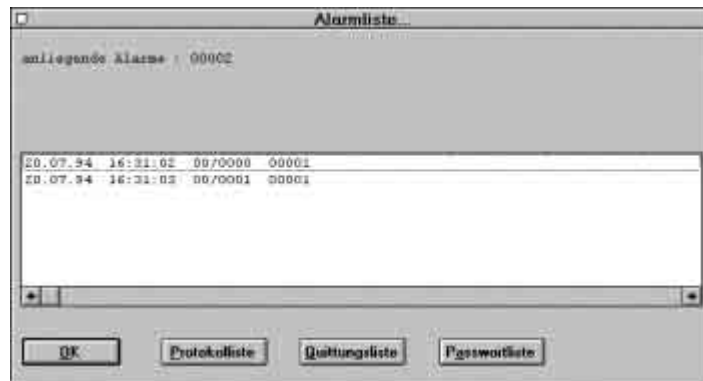 Alarmliste...
anliegende Alarme : 00002
20.07.94 16:31:02 00/0000 00001
20.07.94 16:31:03 00/0001 00001
OK
Protokolliste
Quittungsliste
Passwortliste